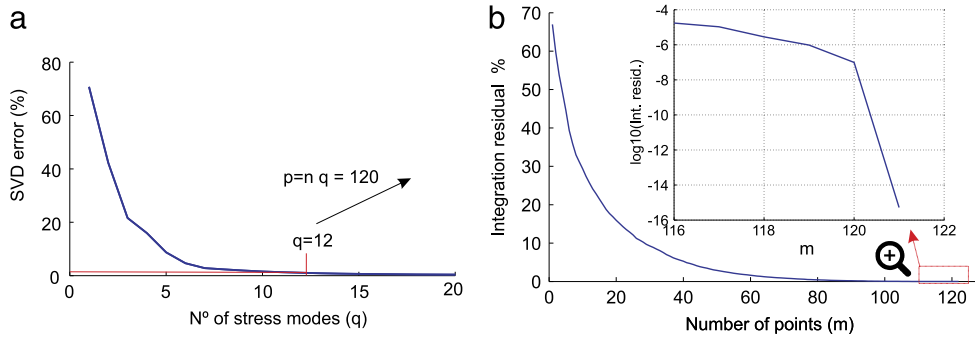 a
SVD error (%)
80
60
40
20
0
p=n q = 120
q=12
0 5 10 15 20
Nº of stress modes (q)
b
Integration residual %
70
60
50
40
30
20
10
0
0 20 40 60 80 100 120
Number of points (m)
log10(Int. resid.)
-4
-6
-8
-10
-12
-14
-16
116 118 120 122
m